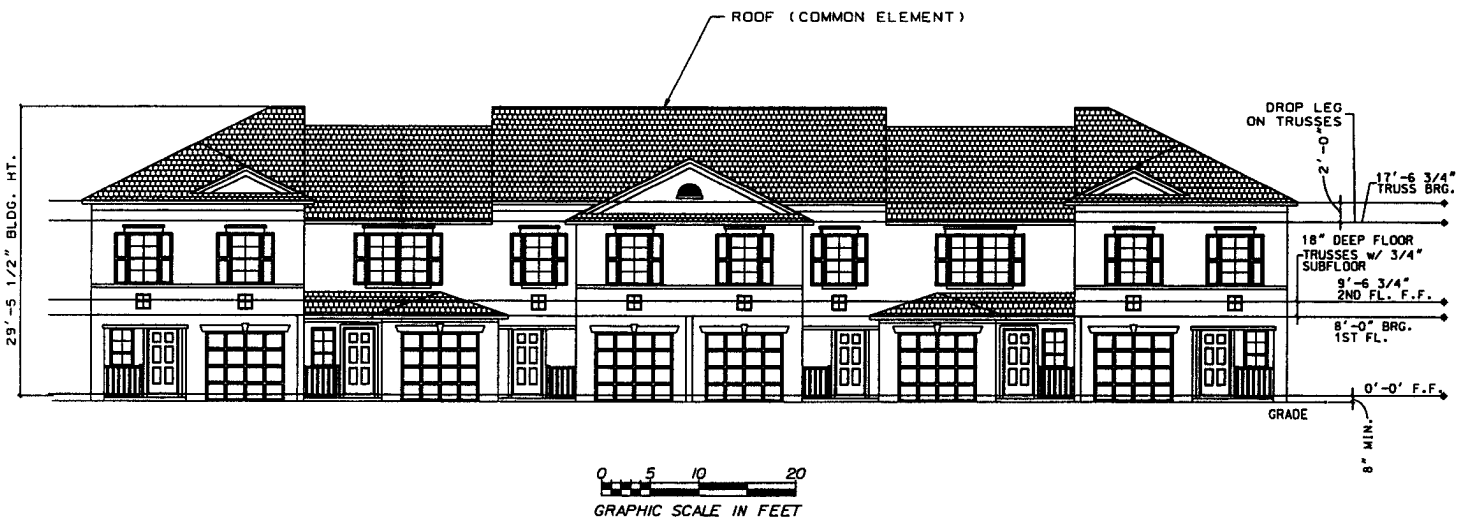 ROOF (COMMON ELEMENT)
29'-5 1/2" BLDG. HT.
DROP LEG
ON TRUSSES
2'-0"
17'-6 3/4"
TRUSS BRG.
18" DEEP FLOOR
TRUSSES w/ 3/4"
SUBFLOOR
9'-6 3/4"
2ND FL. F.F.
8'-0" BRG.
1ST FL.
0'-0' F.F.
GRADE
8" MIN.
0 5 10 20
GRAPHIC SCALE IN FEET